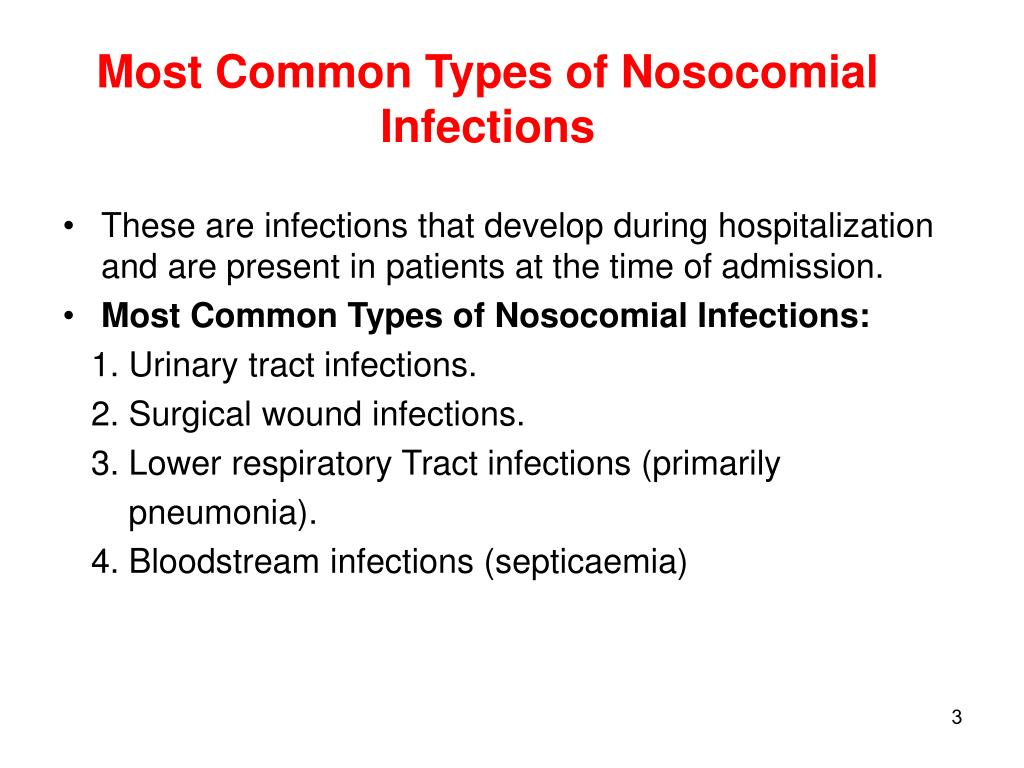 Most Common Types of Nosocomial
Infections
• These are infections that develop during hospitalization
and are present in patients at the time of admission.
• Most Common Types of Nosocomial Infections:
1. Urinary tract infections.
2. Surgical wound infections.
3. Lower respiratory Tract infections (primarily
pneumonia).
4. Bloodstream infections (septicaemia)
3